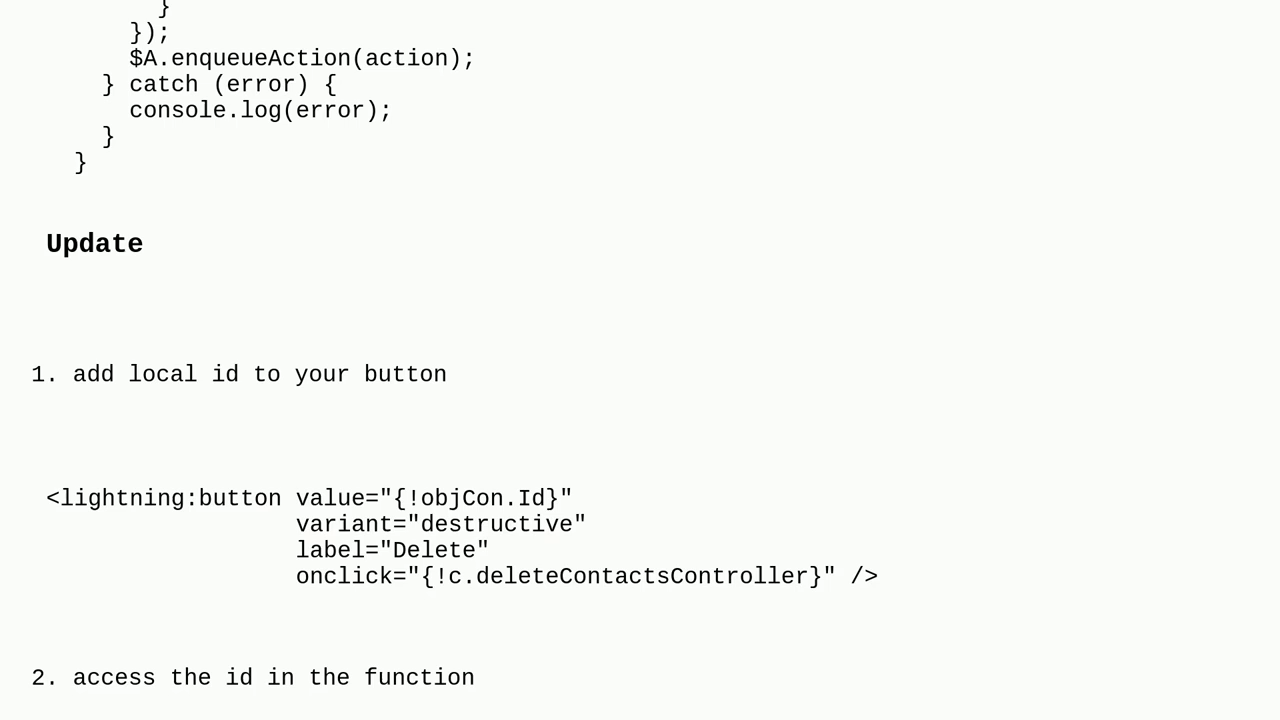 }
});
$A.enqueueAction(action);
} catch (error) {
console.log(error);
}
}
Update
1. add local id to your button
<lightning:button value="{!objCon.Id}"
variant="destructive"
label="Delete"
onclick="{!c.deleteContactsController}" />
2. access the id in the function